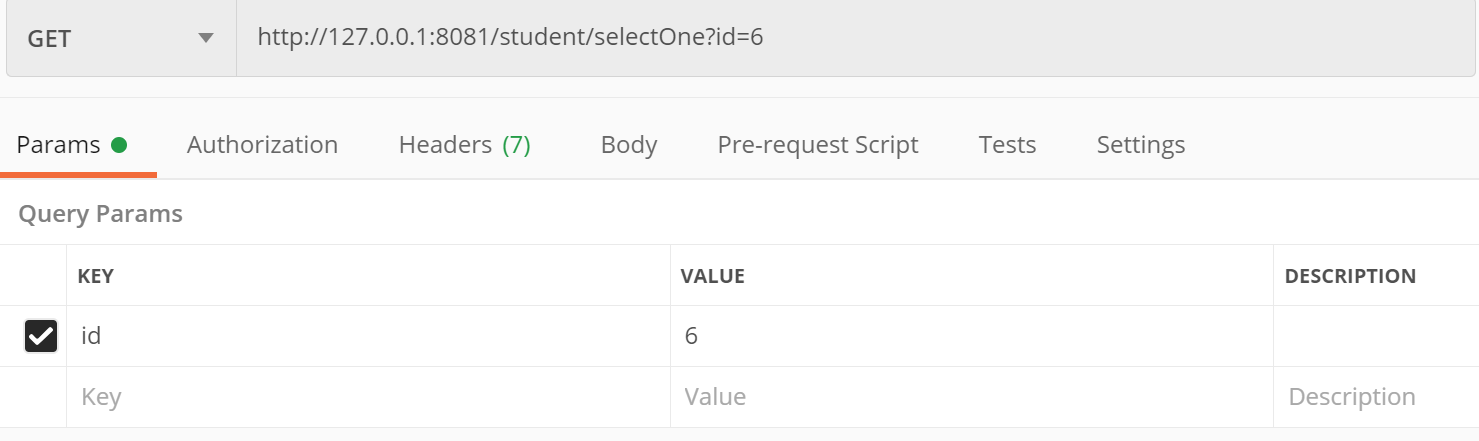 GET http://127.0.0.1:8081/student/selectOne?id=6
Params Authorization Headers (7) Body Pre-request Script Tests Settings
Query Params
KEY VALUE DESCRIPTION
id 6
Key Value Description